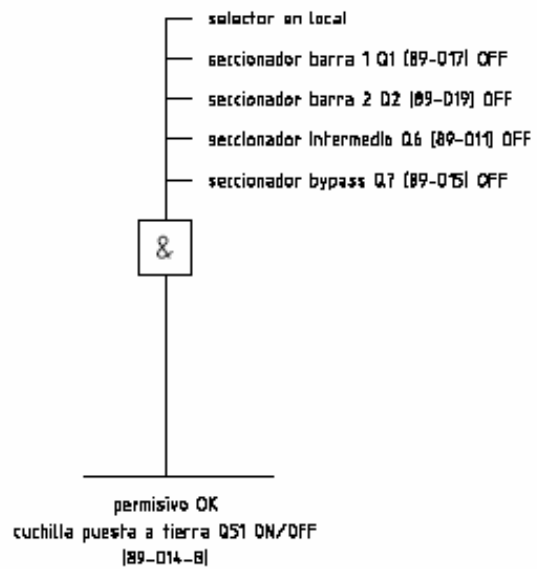 selector en local
seccionador barra 1 Q1 (89-017) OFF
seccionador barra 2 Q2 (89-019) OFF
seccionador intermedio Q6 (89-011) OFF
seccionador bypass Q7 (89-015) OFF
&
permisivo OK
cuchilla puesta a tierra Q51 ON/OFF
(89-014-8)